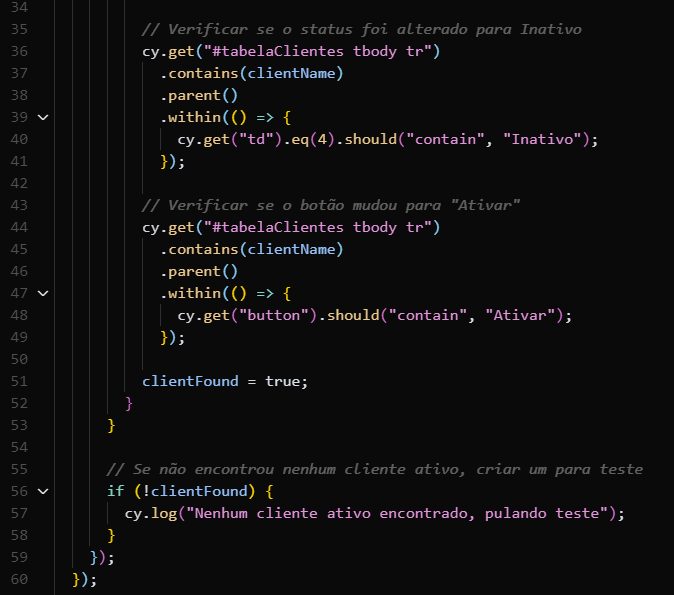 34
35 // Verificar se o status foi alterado para Inativo
36 cy.get("#tabelaClientes tbody tr")
37 .contains(clientName)
38 .parent()
39 .within(() => {
40 cy.get("td").eq(4).should("contain", "Inativo");
41 });
42
43 // Verificar se o botão mudou para "Ativar"
44 cy.get("#tabelaClientes tbody tr")
45 .contains(clientName)
46 .parent()
47 .within(() => {
48 cy.get("button").should("contain", "Ativar");
49 });
50
51 clientFound = true;
52 }
53 }
54
55 // Se não encontrou nenhum cliente ativo, criar um para teste
56 if (!clientFound) {
57 cy.log("Nenhum cliente ativo encontrado, pulando teste");
58 }
59 });
60 });